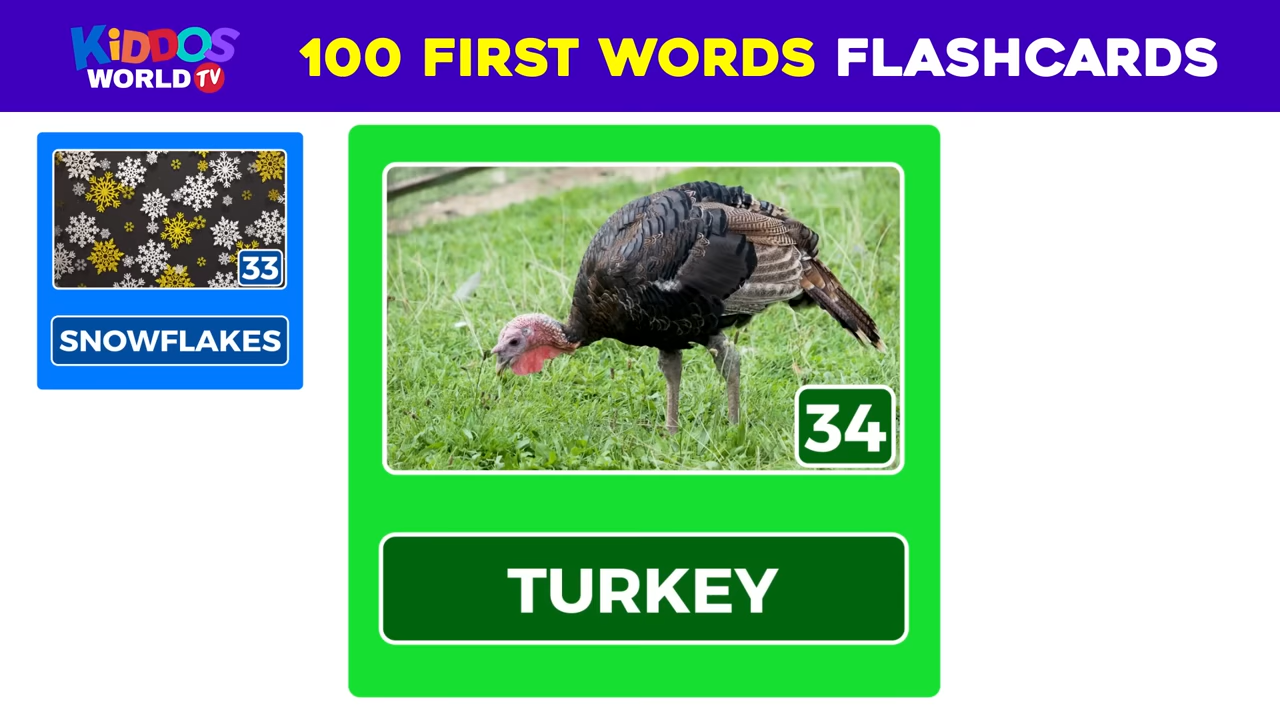 KiDDOS
WORLD TV
100 FIRST WORDS FLASHCARDS
33
SNOWFLAKES
34
TURKEY